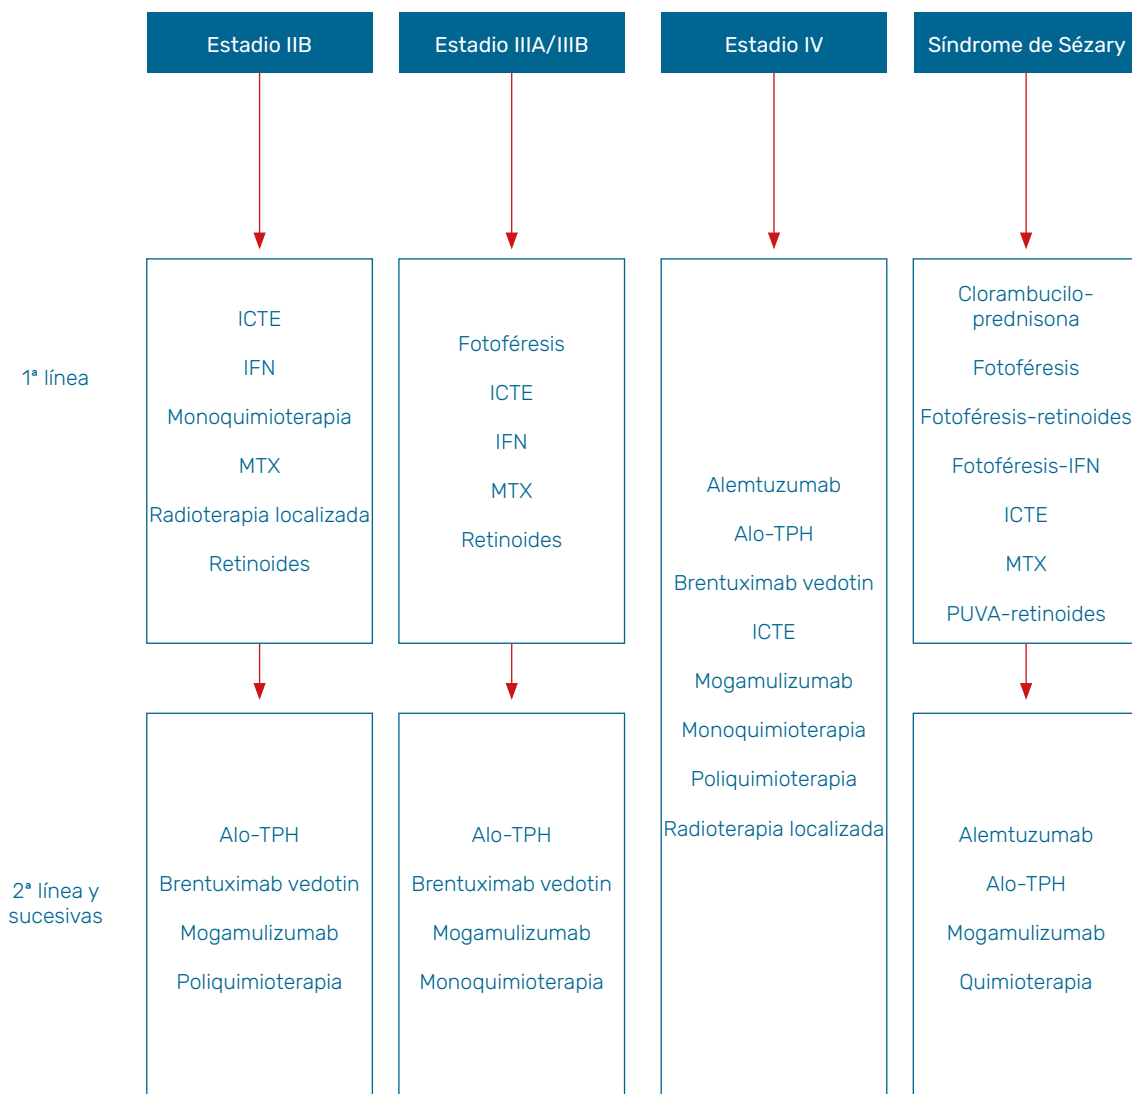 Estadio IIB
Estadio IIIA/IIIB
Estadio IV
Síndrome de Sézary
1ª línea
ICTE
IFN
Monoquimioterapia
MTX
Radioterapia localizada
Retinoides
Fotoféresis
ICTE
IFN
MTX
Retinoides
Alemtuzumab
Alo-TPH
Brentuximab vedotin
ICTE
Mogamulizumab
Monoquimioterapia
Poliquimioterapia
Radioterapia localizada
Clorambucilo-
prednisona
Fotoféresis
Fotoféresis-retinoides
Fotoféresis-IFN
ICTE
MTX
PUVA-retinoides
2ª línea y
sucesivas
Alo-TPH
Brentuximab vedotin
Mogamulizumab
Poliquimioterapia
Alo-TPH
Brentuximab vedotin
Mogamulizumab
Monoquimioterapia
Alemtuzumab
Alo-TPH
Mogamulizumab
Quimioterapia